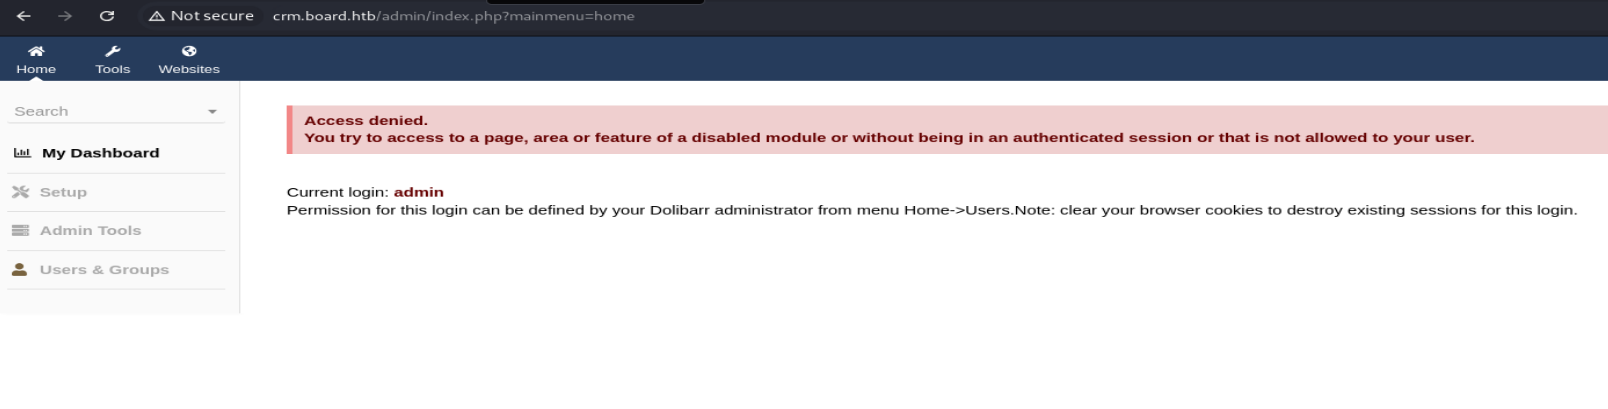 Not secure crm.board.htb/admin/index.php?mainmenu=home
Home Tools Websites
Search
My Dashboard
Setup
Admin Tools
Users & Groups
Access denied.
You try to access to a page, area or feature of a disabled module or without being in an authenticated session or that is not allowed to your user.
Current login: admin
Permission for this login can be defined by your Dolibarr administrator from menu Home->Users.Note: clear your browser cookies to destroy existing sessions for this login.